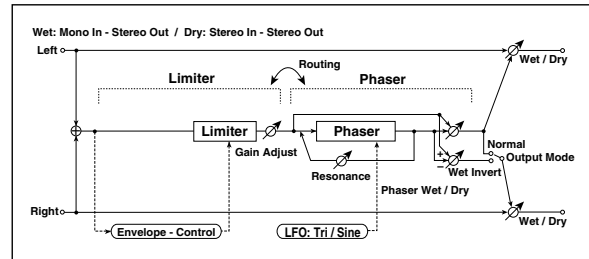 Wet: Mono In - Stereo Out / Dry: Stereo In - Stereo Out
Left
Wet / Dry
Routing
Limiter
Phaser
Limiter
Phaser
Gain Adjust
Resonance
+
−
Normal
Output Mode
Wet Invert
Phaser Wet / Dry
Right
Wet / Dry
Envelope - Control
LFO: Tri / Sine